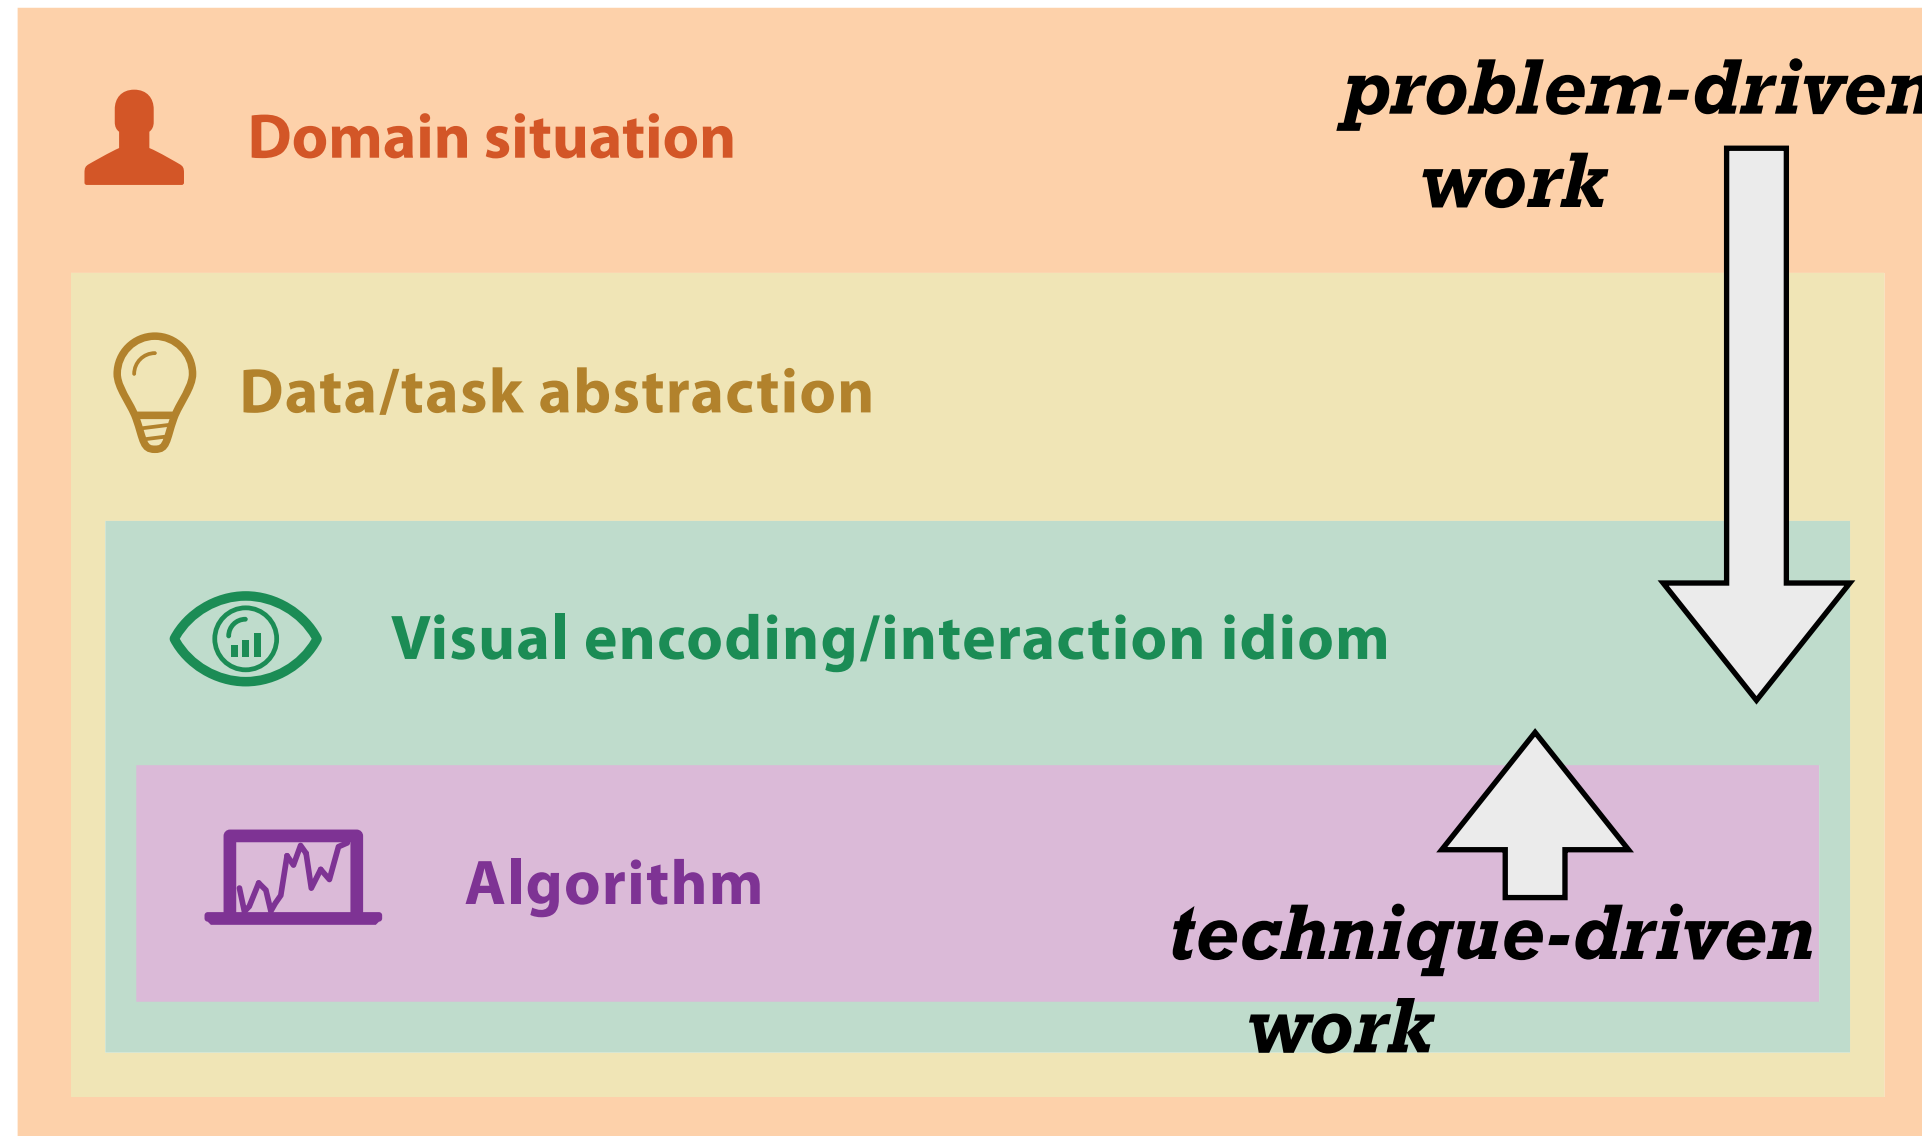 problem-driven
Domain situation
work
Data/task abstraction
Visual encoding/interaction idiom
Algorithm
technique-driven
work